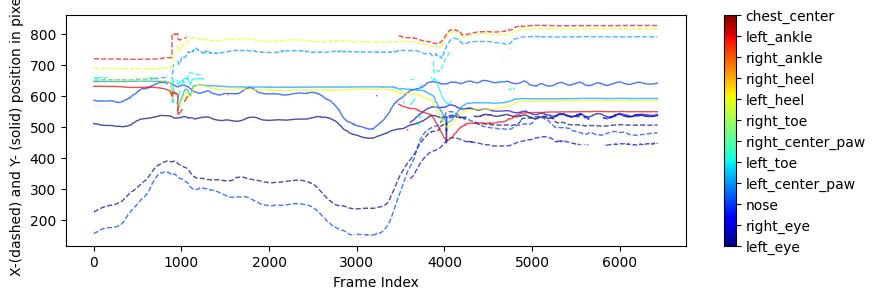 X-(dashed) and Y- (solid) position in pixe
800
700
600
500
400
300
200
0
1000
2000
3000
4000
5000
6000
Frame Index
chest_center
left_ankle
right_ankle
right_heel
left_heel
right_toe
right_center_paw
left_toe
left_center_paw
nose
right_eye
left_eye